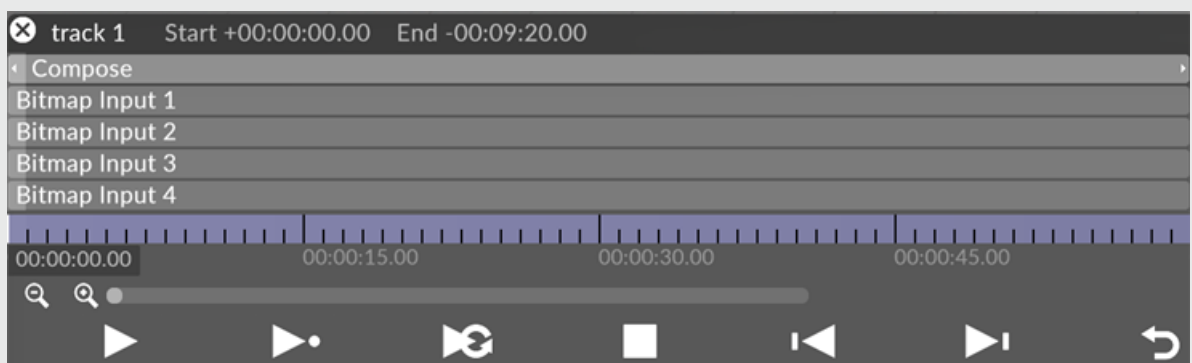 track 1 Start +00:00:00.00 End -00:09:20.00
Compose
Bitmap Input 1
Bitmap Input 2
Bitmap Input 3
Bitmap Input 4
00:00:00.00 00:00:15.00 00:00:30.00 00:00:45.00